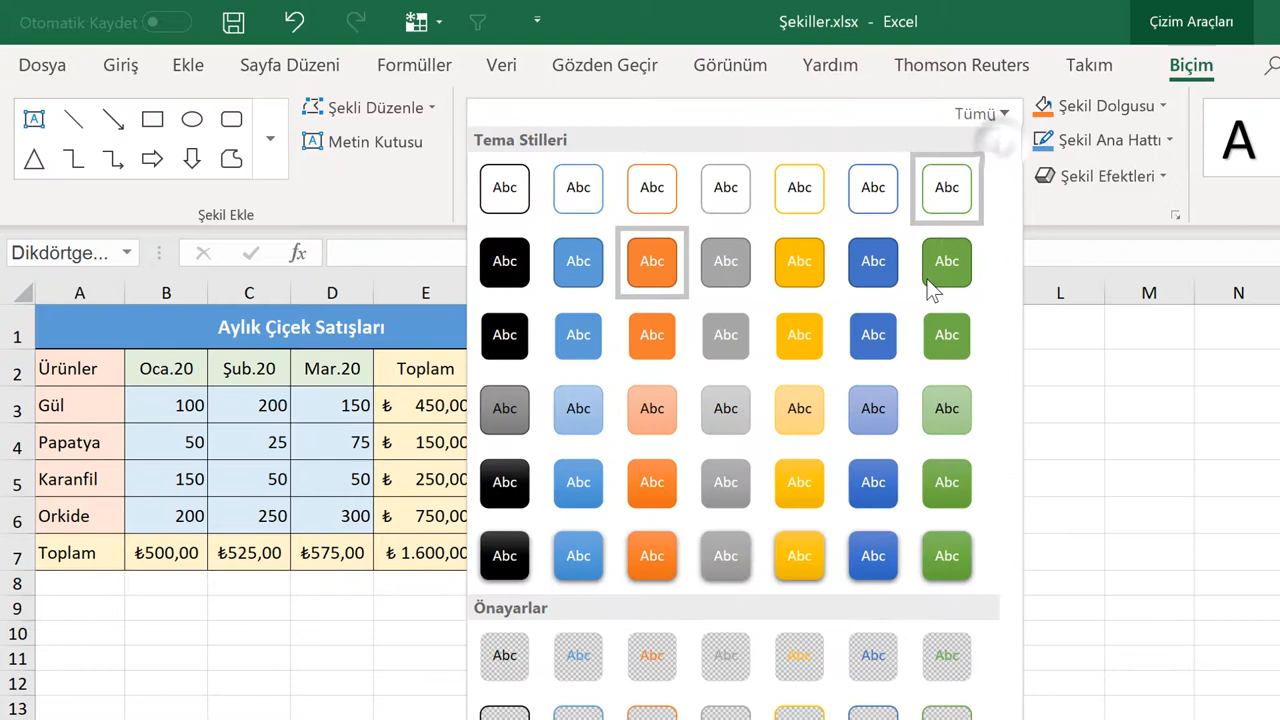 Otomatik Kaydet
Şekiller.xlsx - Excel
Çizim Araçları
Dosya Giriş Ekle Sayfa Düzeni Formüller Veri Gözden Geçir Görünüm Yardım Thomson Reuters Takım Biçim
A Şekli Düzenle
A Metin Kutusu
Şekil Ekle
Tümü
Şekil Dolgusu
Şekil Ana Hattı
Şekil Efektleri
A
Tema Stilleri
Abc Abc Abc Abc Abc Abc Abc
Abc Abc Abc Abc Abc Abc Abc
Abc Abc Abc Abc Abc Abc Abc
Abc Abc Abc Abc Abc Abc Abc
Abc Abc Abc Abc Abc Abc Abc
Abc Abc Abc Abc Abc Abc Abc
Önayarlar
Abc Abc Abc Abc Abc Abc Abc
Dikdörtge... fx
A B C D E L M N
1 Aylık Çiçek Satışları
2 Ürünler Oca.20 Şub.20 Mar.20 Toplam
3 Gül 100 200 150 ₺ 450,00
4 Papatya 50 25 75 ₺ 150,00
5 Karanfil 150 50 50 ₺ 250,00
6 Orkide 200 250 300 ₺ 750,00
7 Toplam ₺500,00 ₺525,00 ₺575,00 ₺ 1.600,00
8
9
10
11
12
13